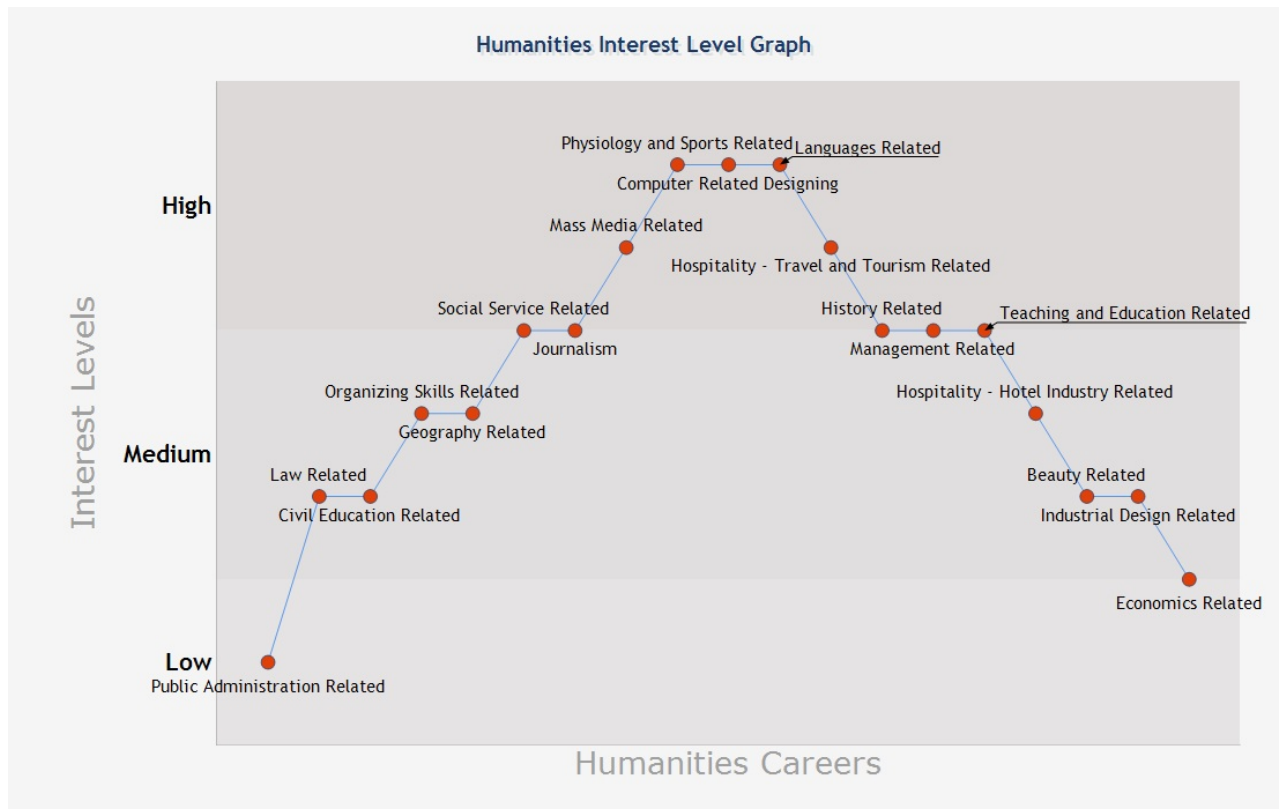 Humanities Interest Level Graph
Physiology and Sports Related
Languages Related
Computer Related Designing
High
Mass Media Related
Hospitality - Travel and Tourism Related
Social Service Related
History Related
Teaching and Education Related
Journalism
Management Related
Organizing Skills Related
Hospitality - Hotel Industry Related
Geography Related
Medium
Law Related
Beauty Related
Civil Education Related
Industrial Design Related
Economics Related
Low
Public Administration Related
Interest Levels
Humanities Careers